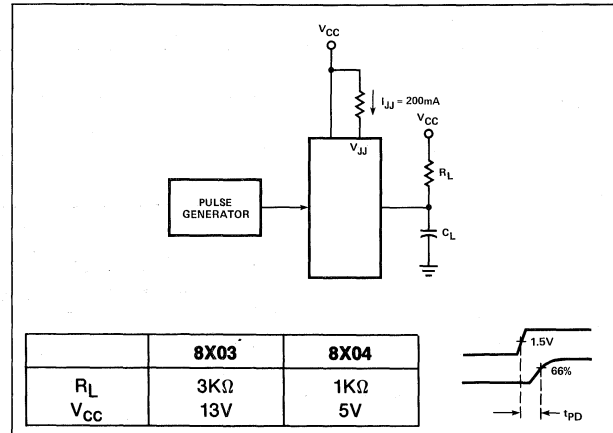 VCC
IJJ = 200mA
VCC
VJJ
RL
PULSE
GENERATOR
CL
8X03 8X04
RL 3KΩ 1KΩ
VCC 13V 5V
1.5V
66%
tPD